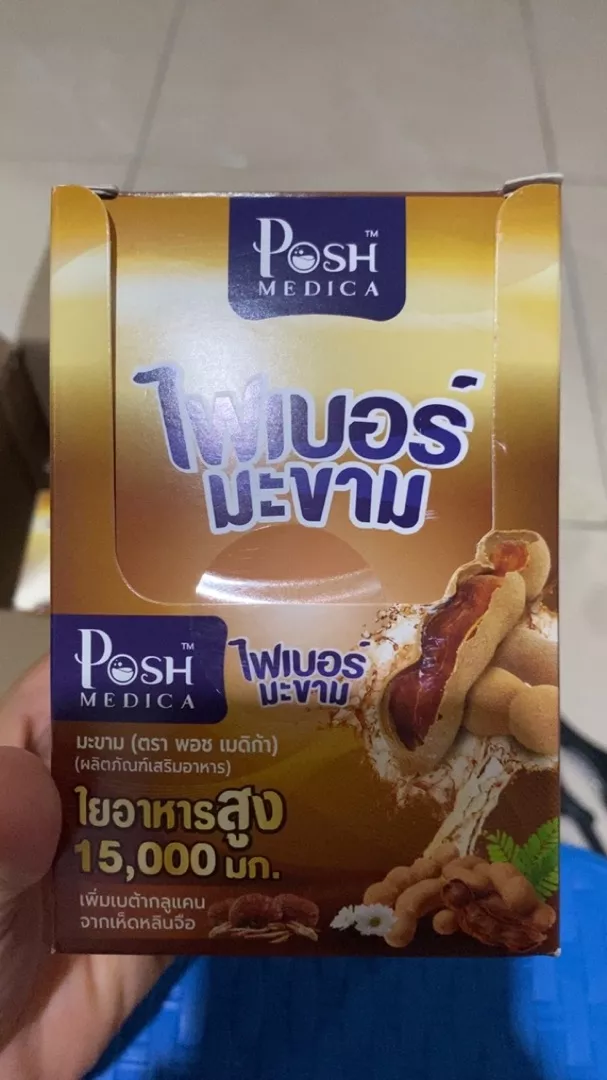 POSH™
MEDICA
ไฟเบอร์
มะขาม
POSH™
MEDICA
ไฟเบอร์
มะขาม
มะขาม (ตรา พอช เมดิก้า)
(ผลิตภัณฑ์เสริมอาหาร)
ใยอาหารสูง
15,000 มก.
เพิ่มเบต้ากลูแคน
จากเห็ดหลินจือ